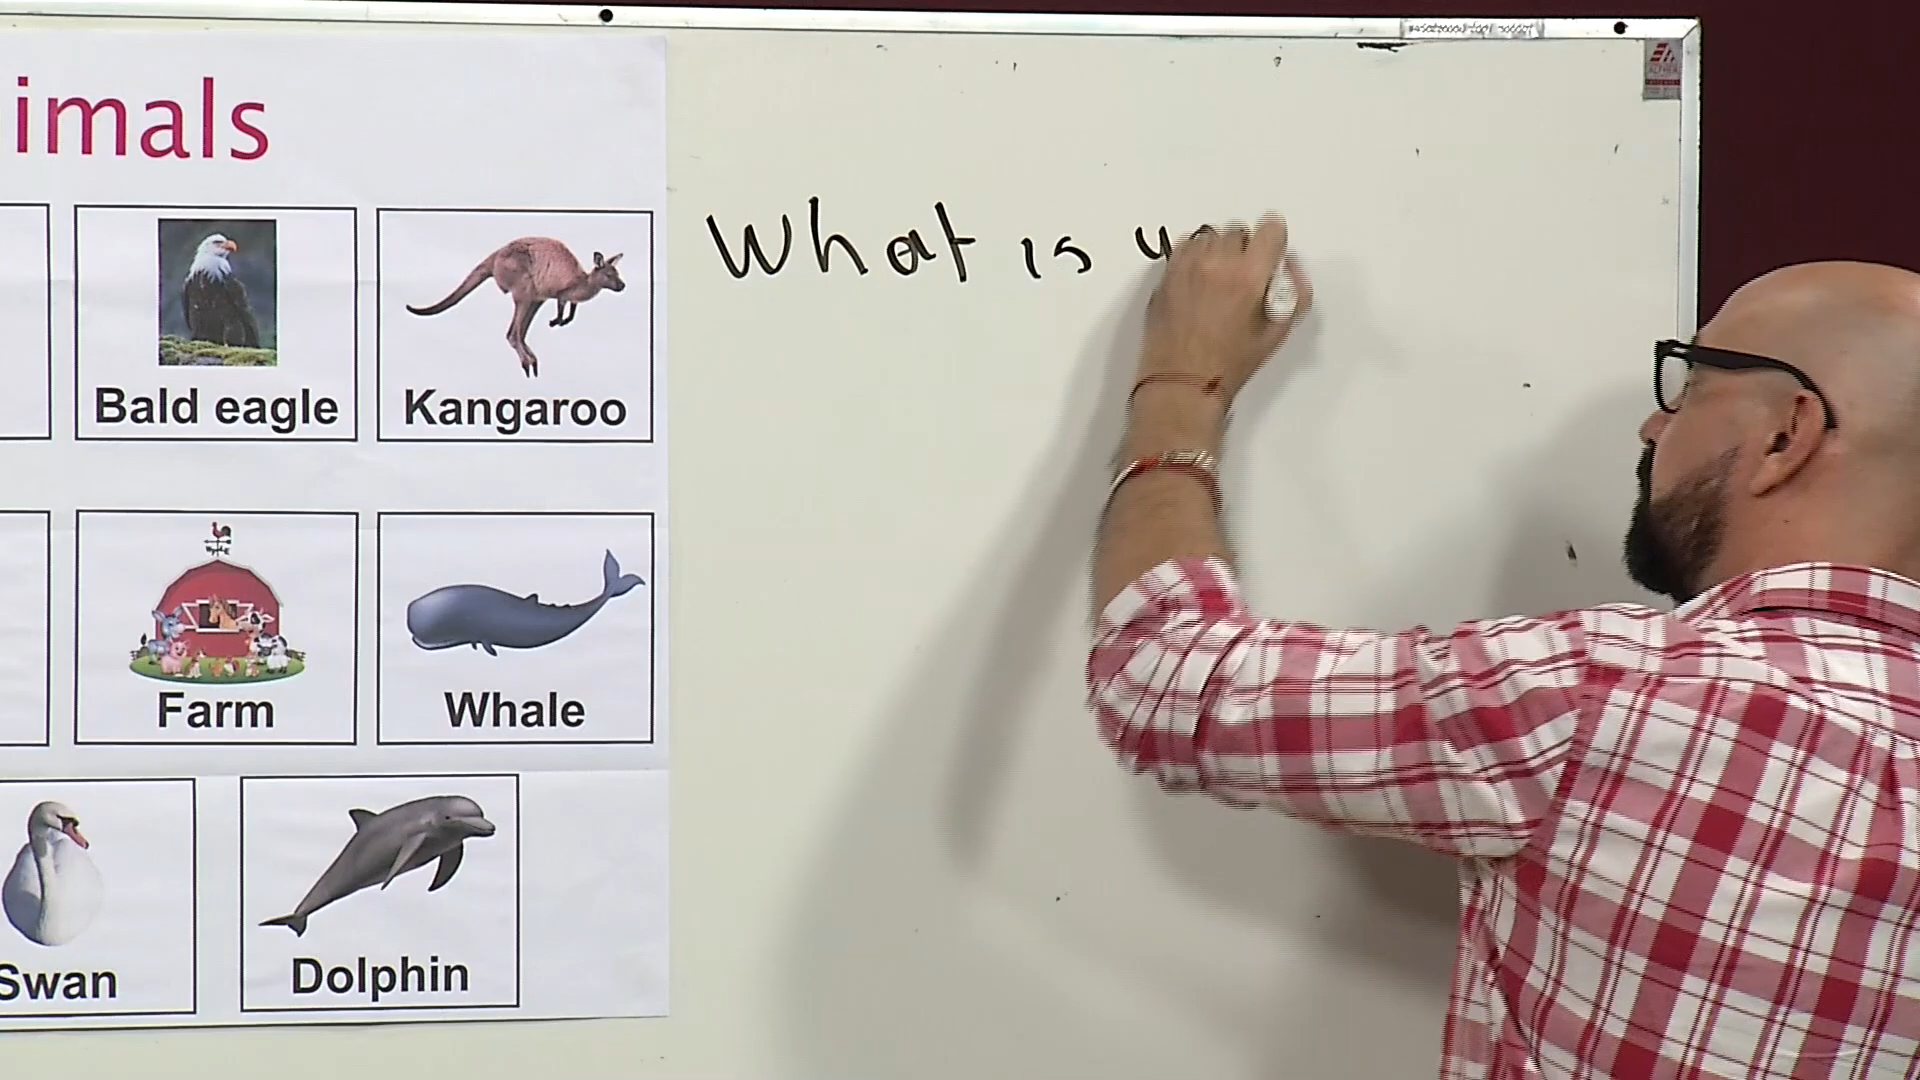 imals
Bald eagle
Kangaroo
What is
Farm
Whale
Swan
Dolphin